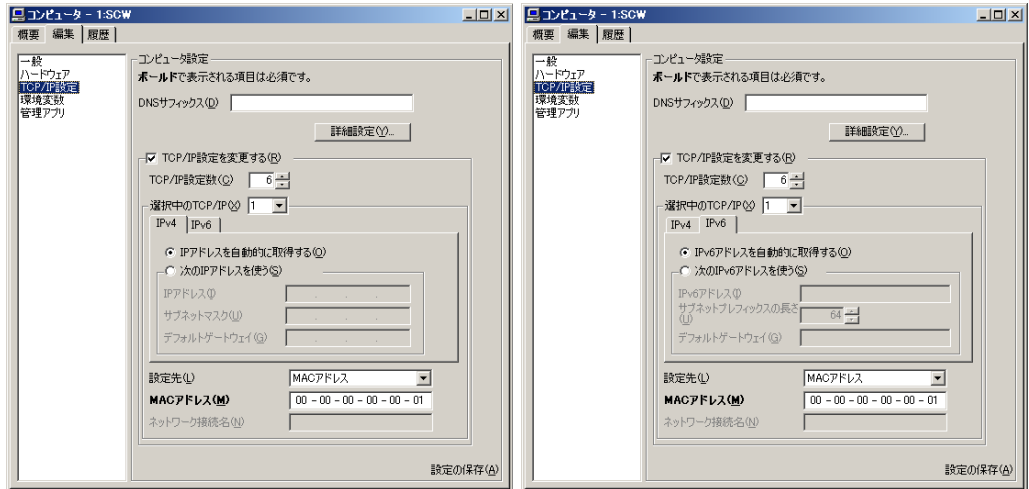 コンピュータ - 1:SCW
概要 編集 履歴
一般
ハードウェア
TCP/IP設定
環境変数
管理アプリ
コンピュータ設定
ボールドで表示される項目は必須です。
DNSサフィックス(D)
詳細設定(Y)...
TCP/IP設定を変更する(R)
TCP/IP設定数(C) 6
選択中のTCP/IP(X) 1
IPv4 IPv6
IPアドレスを自動的に取得する(O)
次のIPアドレスを使う(S)
IPアドレス(I)
サブネットマスク(U)
デフォルトゲートウェイ(G)
設定先(L) MACアドレス
MACアドレス(M) 00 - 00 - 00 - 00 - 00 - 01
ネットワーク接続名(N)
設定の保存(A)
コンピュータ - 1:SCW
概要 編集 履歴
一般
ハードウェア
TCP/IP設定
環境変数
管理アプリ
コンピュータ設定
ボールドで表示される項目は必須です。
DNSサフィックス(D)
詳細設定(Y)...
TCP/IP設定を変更する(R)
TCP/IP設定数(C) 6
選択中のTCP/IP(X) 1
IPv4 IPv6
IPv6アドレスを自動的に取得する(O)
次のIPv6アドレスを使う(S)
IPv6アドレス(I)
サブネットプレフィックスの長さ
(U) 64
デフォルトゲートウェイ(G)
設定先(L) MACアドレス
MACアドレス(M) 00 - 00 - 00 - 00 - 00 - 01
ネットワーク接続名(N)
設定の保存(A)